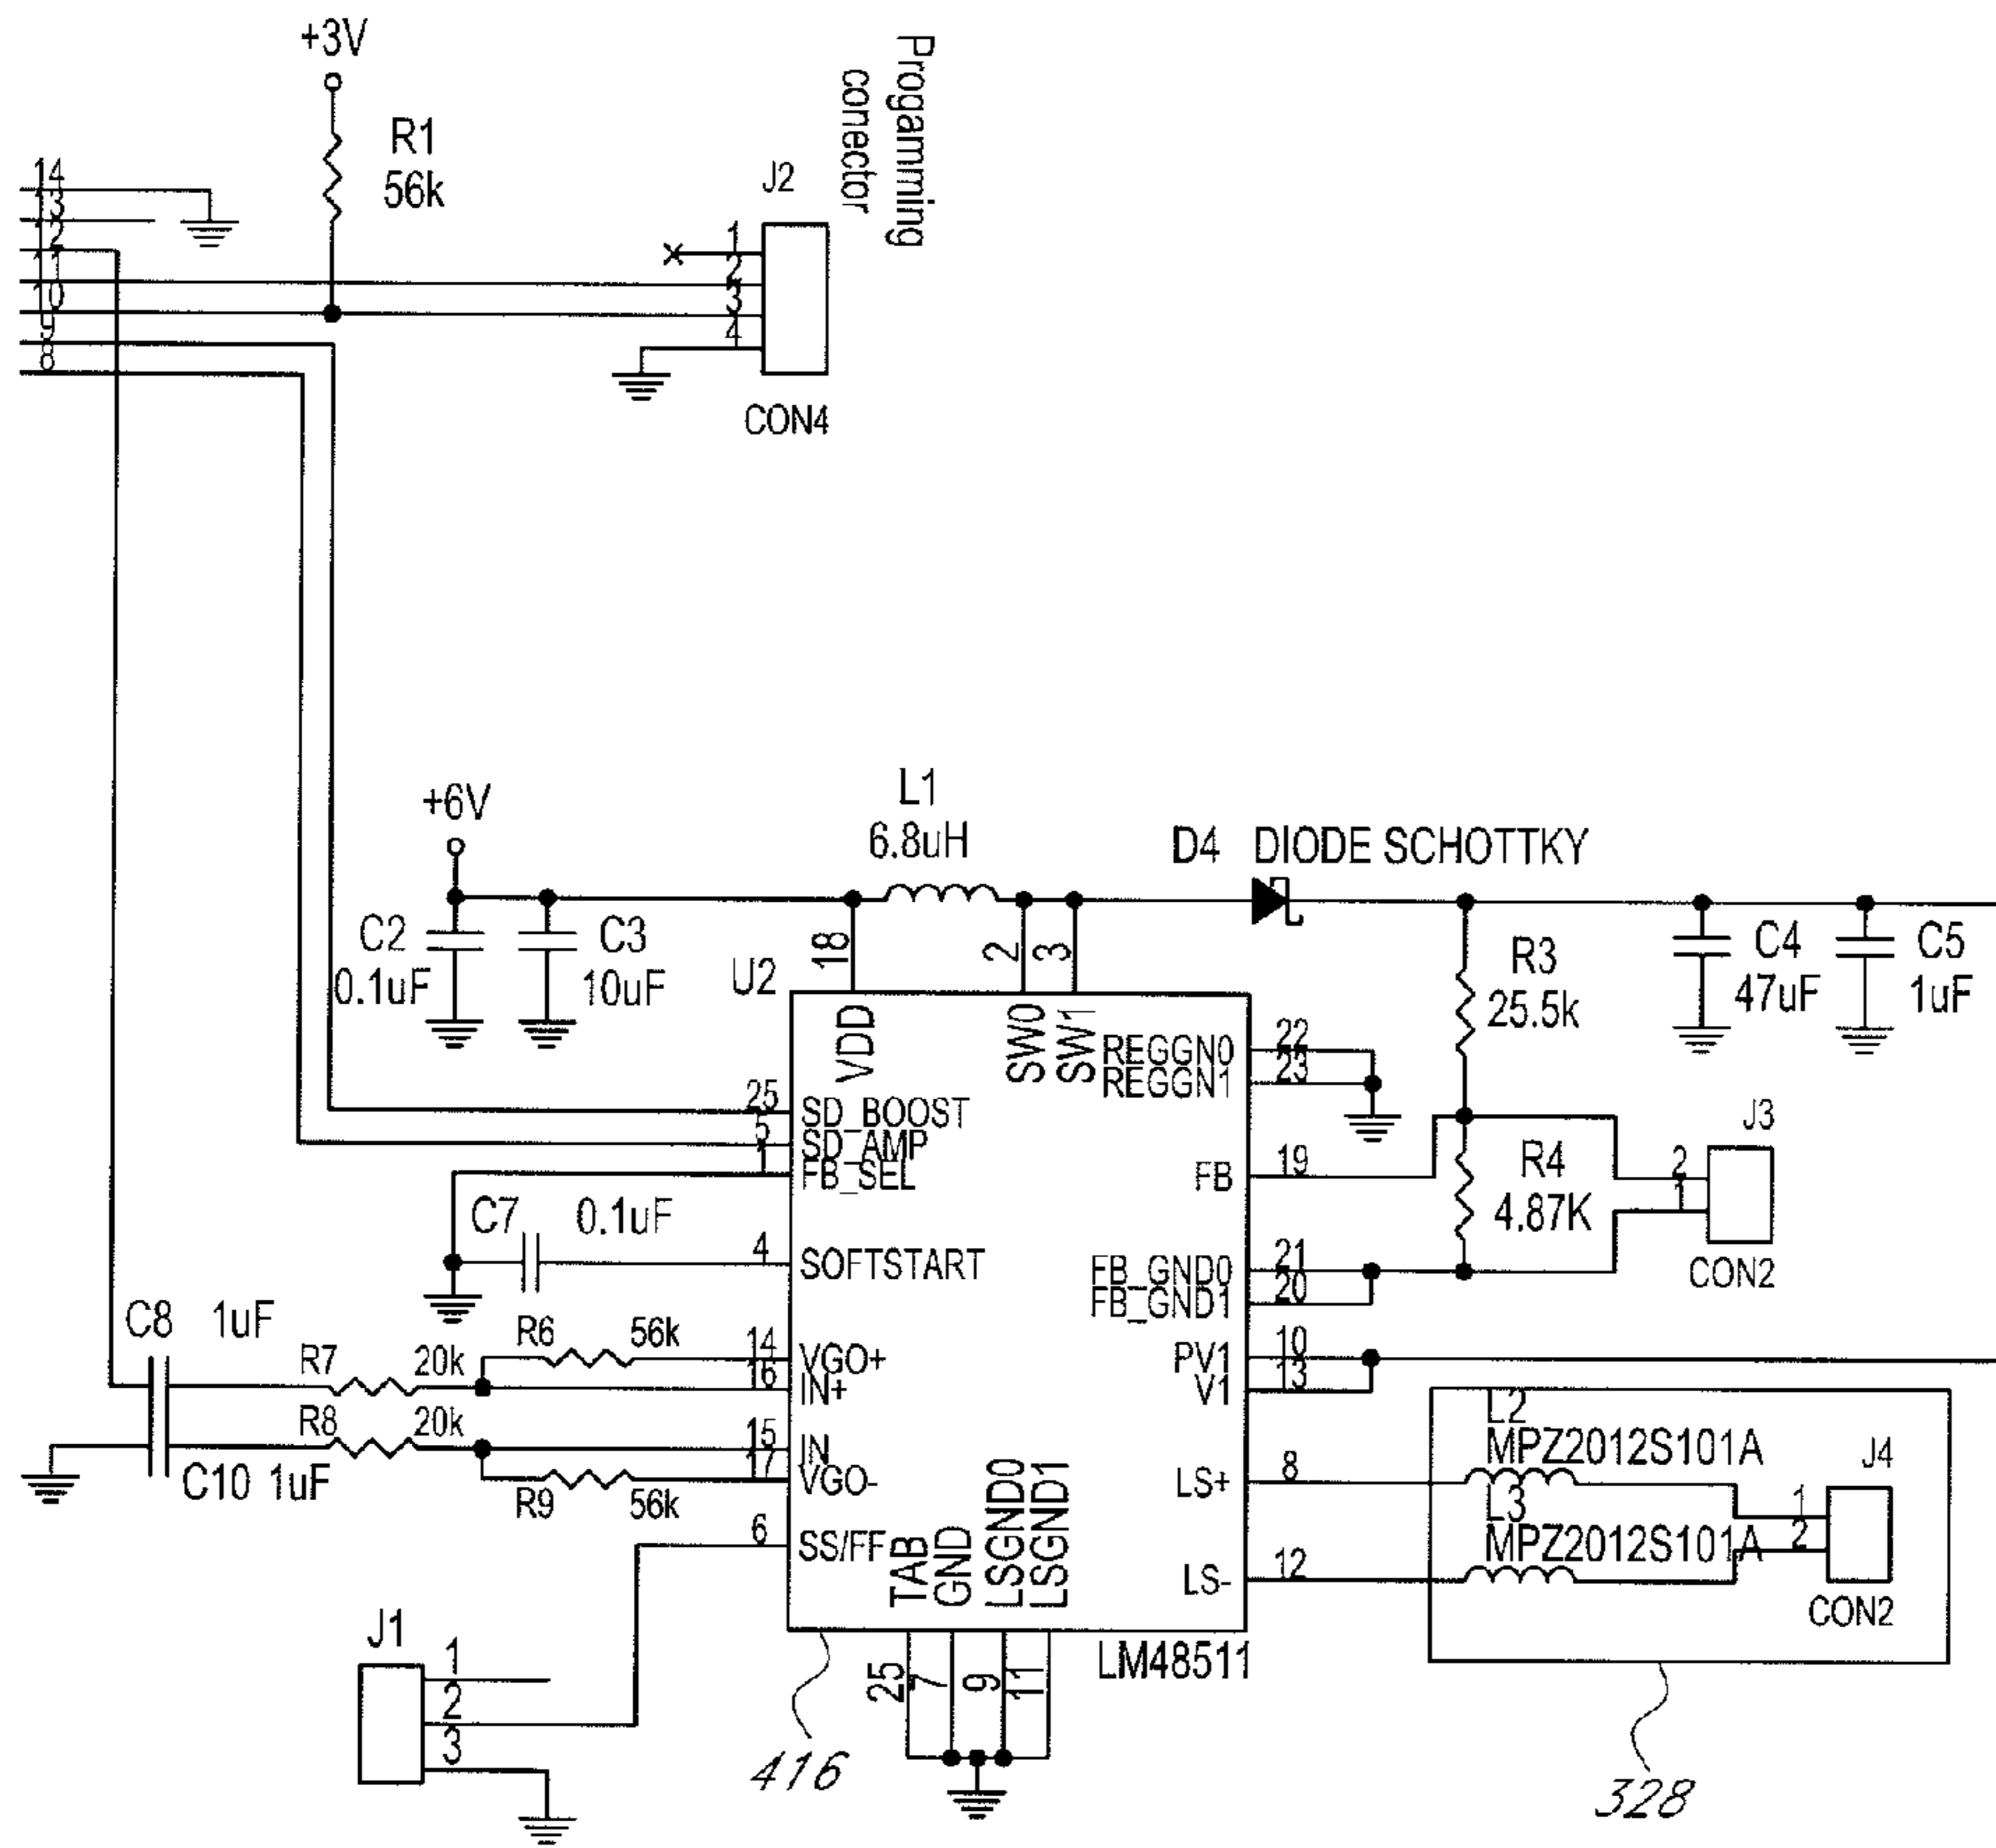 +3V
R1
56k
Progamming
conector
J2
14
13
12
11
10
9
8
1
2
3
4
CON4
+6V
L1
6.8uH
D4 DIODE SCHOTTKY
C2
0.1uF
C3
10uF
U2
18
2
3
R3
25.5k
C4
47uF
C5
1uF
VDD
SW0
SW1
REGGN0
REGGN1
22
23
25
5
1
SD_BOOST
SD_AMP
FB_SEL
C7 0.1uF
4
SOFTSTART
FB
19
R4
4.87K
J3
2
1
CON2
FB_GND0
FB_GND1
21
20
C8 1uF
R7 20k
R6 56k
14
16
VGO+
IN+
PV1
V1
10
13
R8 20k
C10 1uF
R9 56k
15
17
IN
VGO-
6
SS/FF
TAB
GND
LSGND0
LSGND1
LS+
8
LS-
12
L2
MPZ2012S101A
L3
MPZ2012S101A
J4
1
2
CON2
J1
1
2
3
25
7
9
11
LM48511
416
328